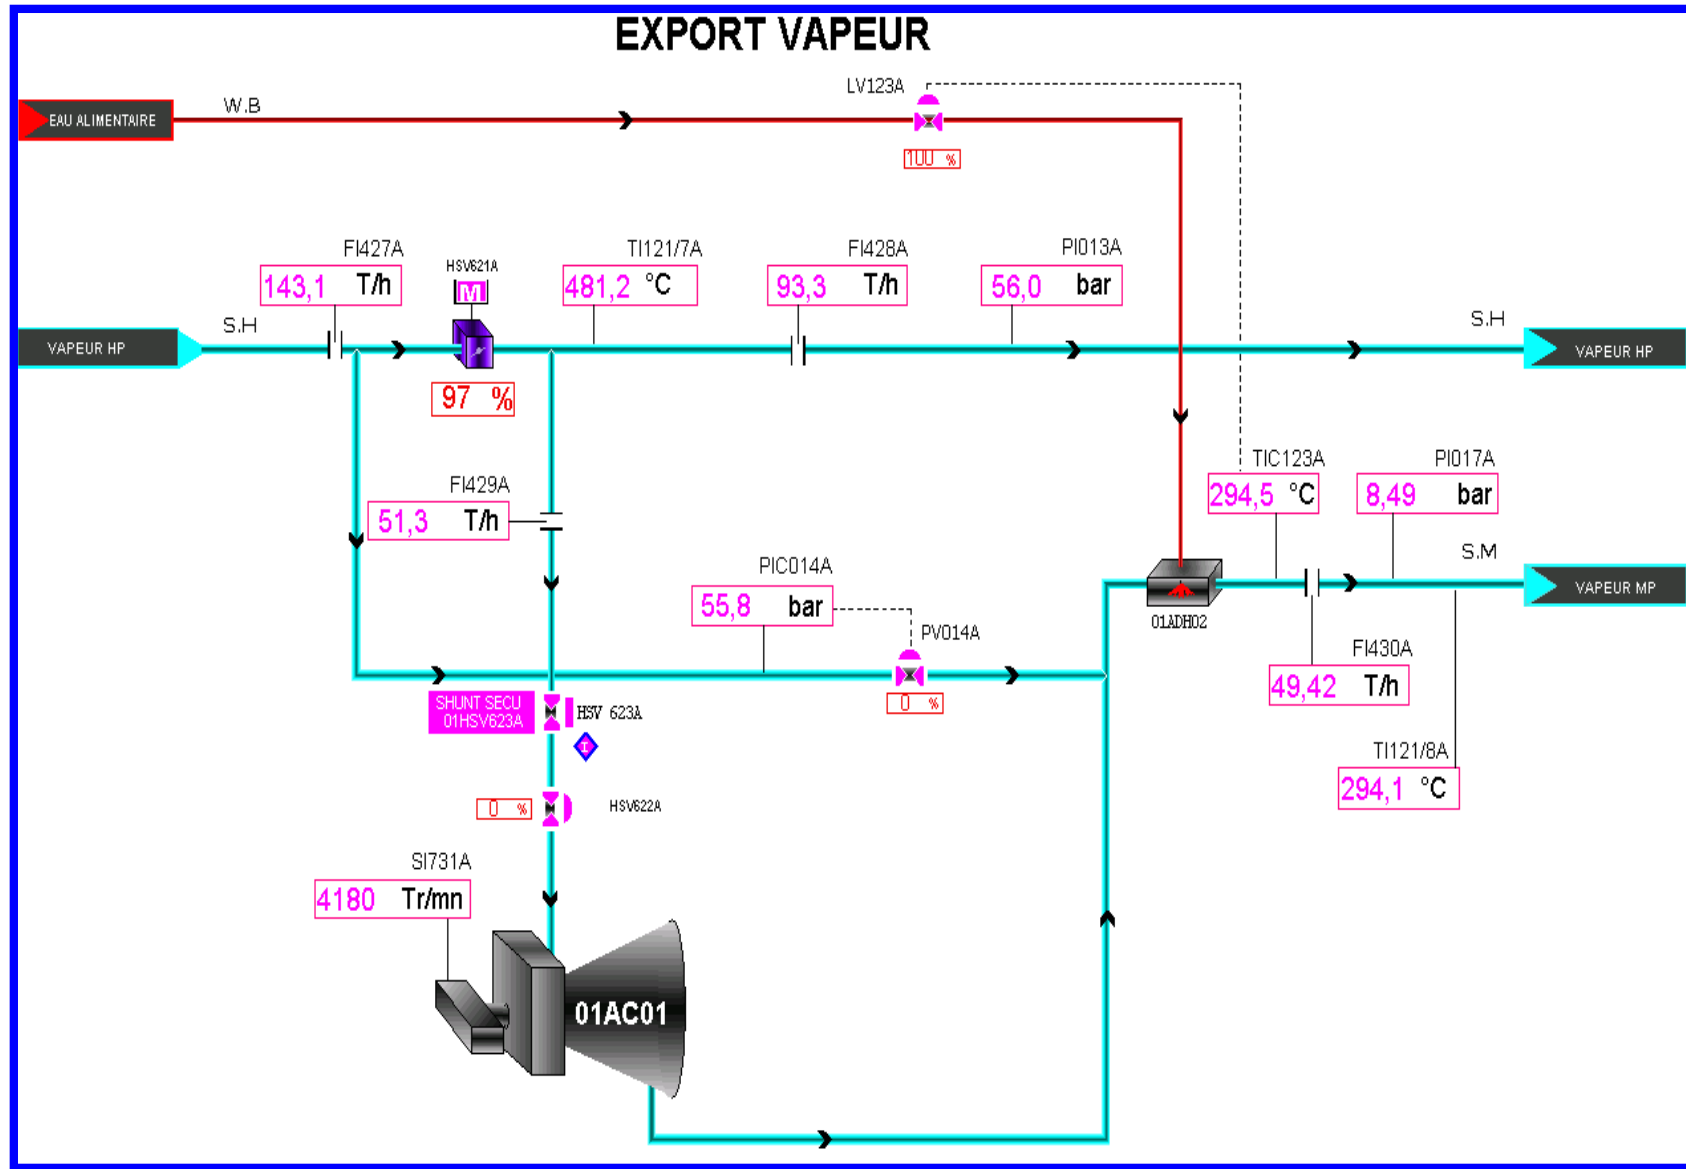 EXPORT VAPEUR
LV123A
W.B
EAU ALIMENTAIRE
100 %
FI427A
143,1 T/h
HSV621A
M
TI121/7A
481,2 °C
FI428A
93,3 T/h
PI013A
56,0 bar
S.H
S.H
VAPEUR HP
VAPEUR HP
97 %
FI429A
51,3 T/h
TIC123A
294,5 °C
PI017A
8,49 bar
S.M
VAPEUR MP
PIC014A
55,8 bar
PV014A
0 %
01ADH02
FI430A
49,42 T/h
SHUNT SECU
01HSV623A
HSV 623A
I
TI121/8A
294,1 °C
0 %
HSV622A
SI731A
4180 Tr/mn
01AC01